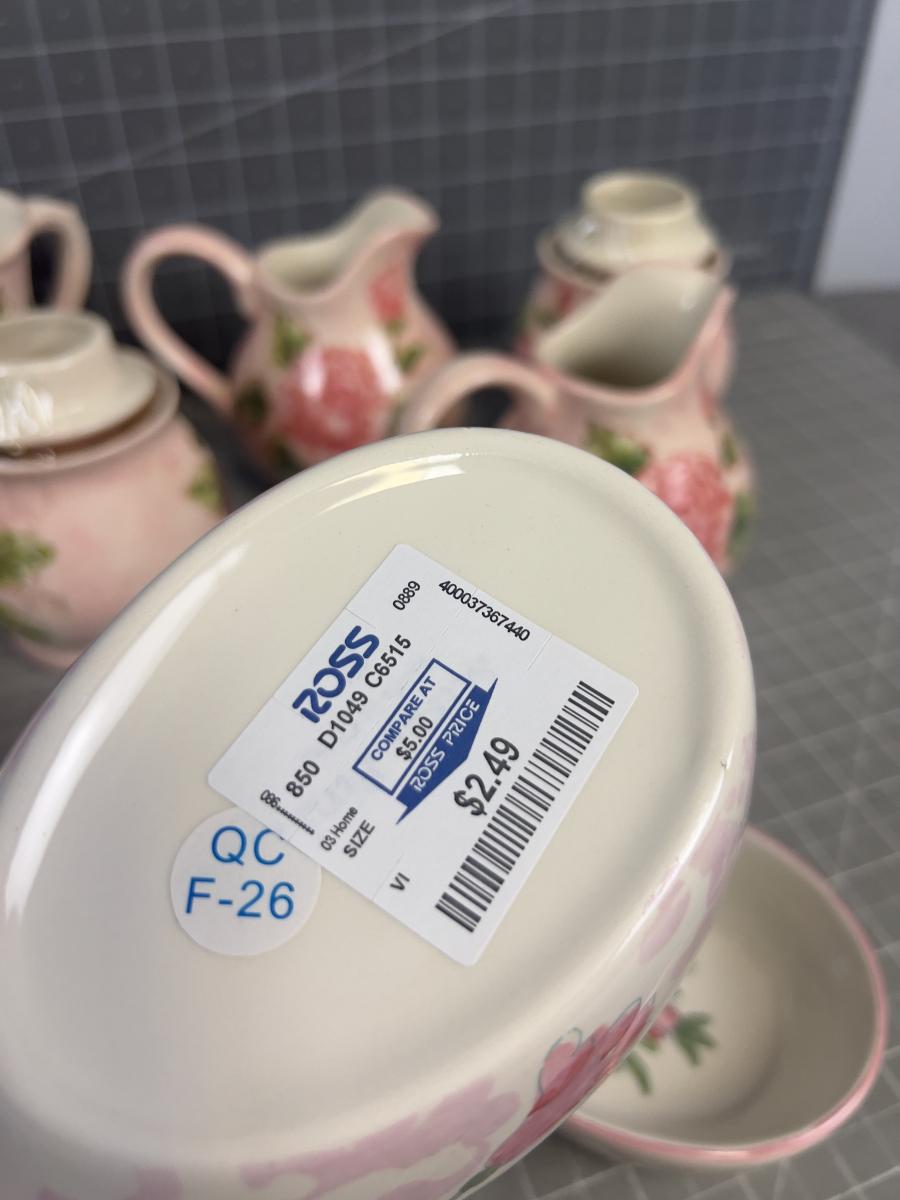 0889
400037367440
ROSS
850 D1049 C6515
COMPARE AT
$5.00
ROSS PRICE
$2.49
03 Home
SIZE
VI
QC
F-26